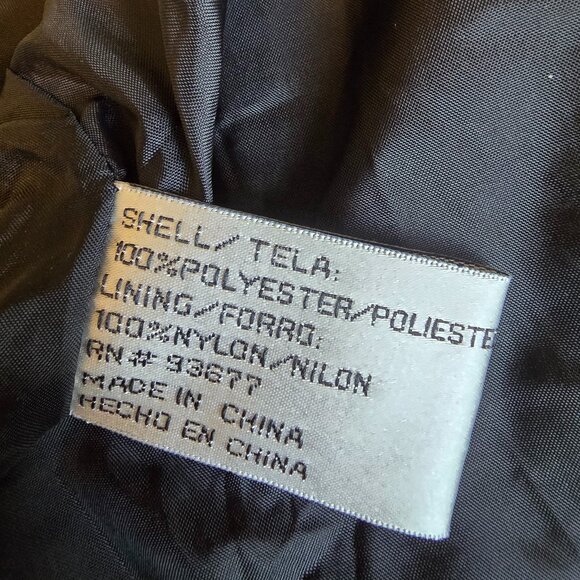 SHELL/TELA:
100%POLYESTER/POLIESTE
LINING/FORRO:
100%NYLON/NILON
RN# 93677
MADE IN CHINA
HECHO EN CHINA